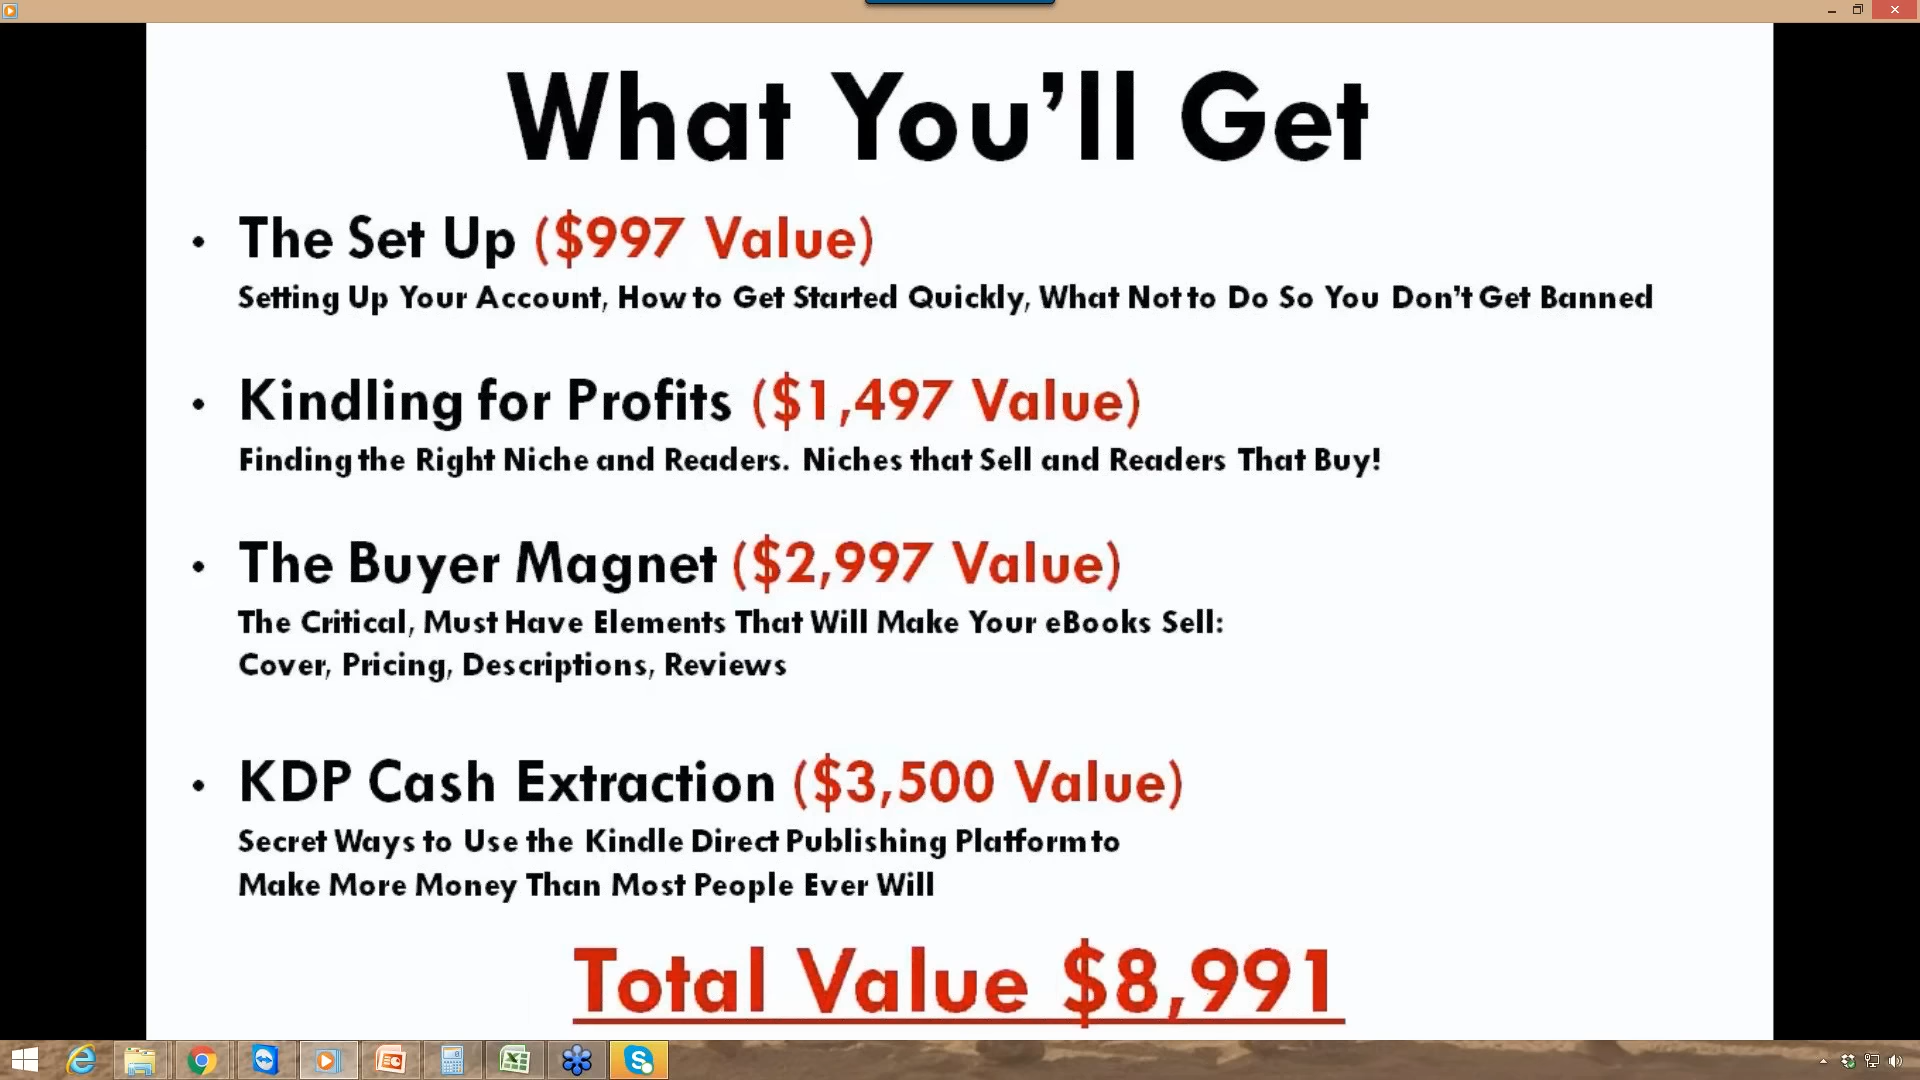 What You’ll Get
• The Set Up ($997 Value)
Setting Up Your Account, How to Get Started Quickly, What Not to Do So You Don’t Get Banned
• Kindling for Profits ($1,497 Value)
Finding the Right Niche and Readers. Niches that Sell and Readers That Buy!
• The Buyer Magnet ($2,997 Value)
The Critical, Must Have Elements That Will Make Your eBooks Sell:
Cover, Pricing, Descriptions, Reviews
• KDP Cash Extraction ($3,500 Value)
Secret Ways to Use the Kindle Direct Publishing Platform to
Make More Money Than Most People Ever Will
Total Value $8,991